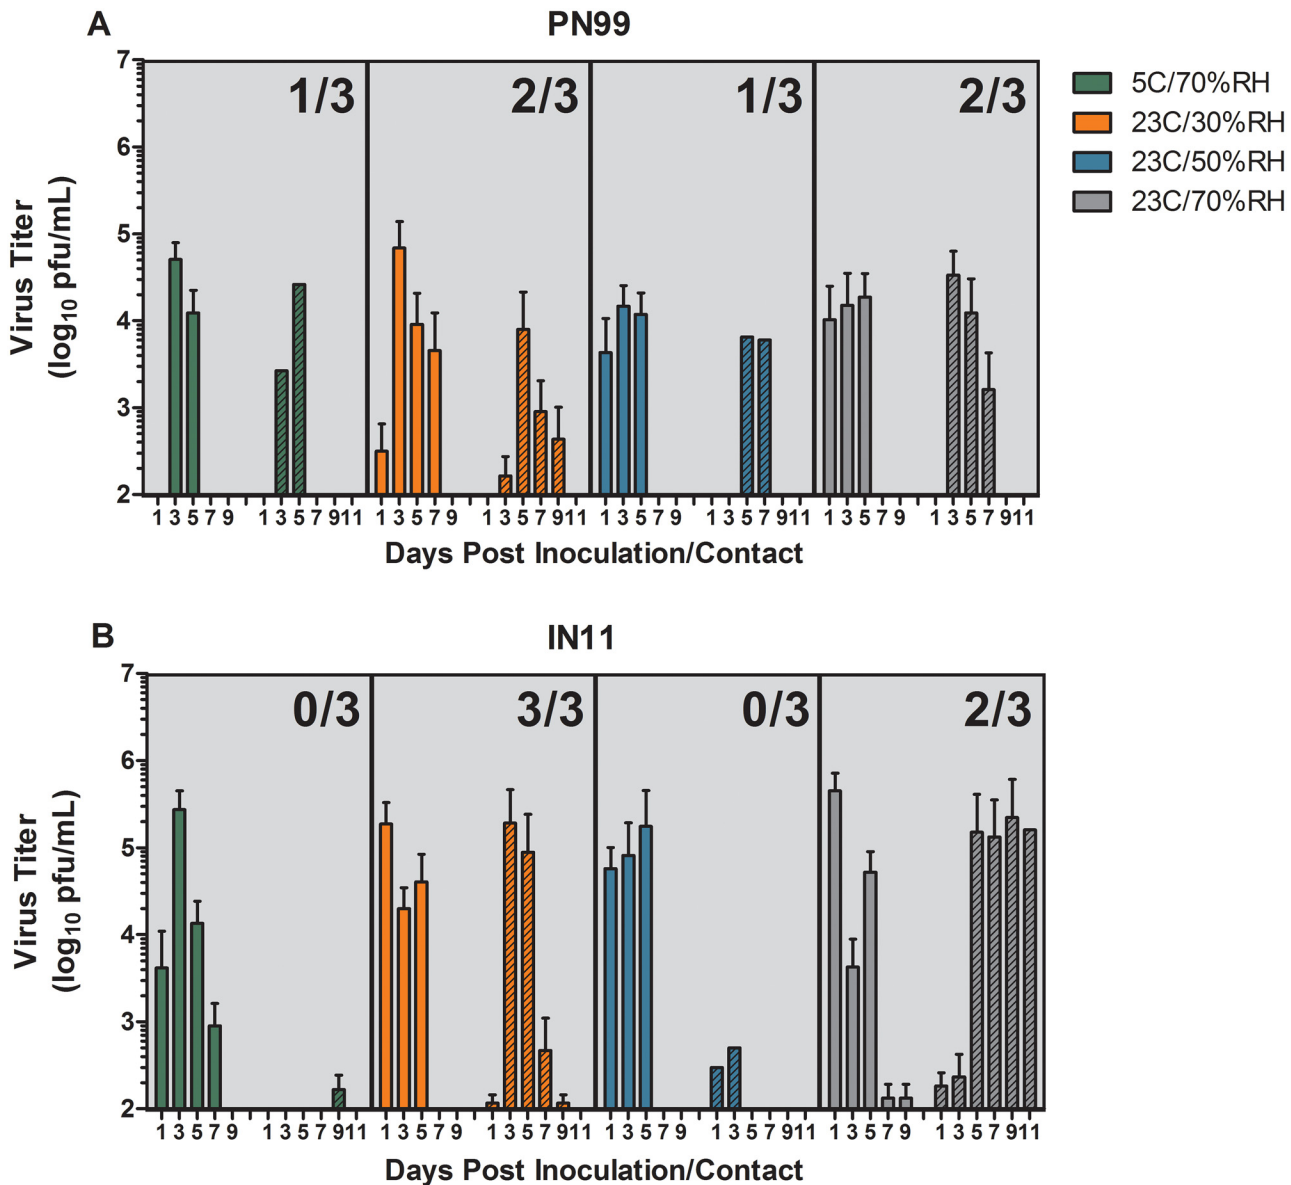 A
PN99
7
6
5
4
3
2
Virus Titer
(log10 pfu/mL)
1/3
2/3
1/3
2/3
5C/70%RH
23C/30%RH
23C/50%RH
23C/70%RH
1 3 5 7 9 1 3 5 7 9 11 1 3 5 7 9 1 3 5 7 9 11 1 3 5 7 9 1 3 5 7 9 11 1 3 5 7 9 1 3 5 7 9 11
Days Post Inoculation/Contact
B
IN11
7
6
5
4
3
2
Virus Titer
(log10 pfu/mL)
0/3
3/3
0/3
2/3
1 3 5 7 9 1 3 5 7 9 11 1 3 5 7 9 1 3 5 7 9 11 1 3 5 7 9 1 3 5 7 9 11 1 3 5 7 9 1 3 5 7 9 11
Days Post Inoculation/Contact